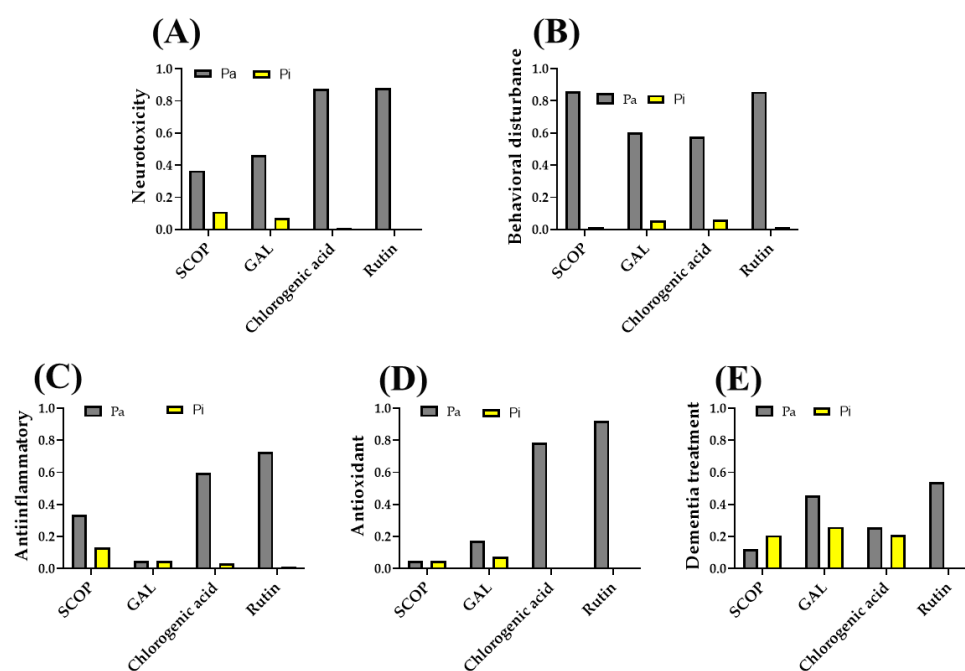 (A)
Pa Pi
Neurotoxicity
1.0
0.8
0.6
0.4
0.2
0.0
SCOP
GAL
Chlorogenic acid
Rutin
(B)
Pa Pi
Behavioral disturbance
1.0
0.8
0.6
0.4
0.2
0.0
SCOP
GAL
Chlorogenic acid
Rutin
(C)
Pa Pi
Antiinflammatory
1.0
0.8
0.6
0.4
0.2
0.0
SCOP
GAL
Chlorogenic acid
Rutin
(D)
Pa Pi
Antioxidant
1.0
0.8
0.6
0.4
0.2
0.0
SCOP
GAL
Chlorogenic acid
Rutin
(E)
Pa Pi
Dementia treatment
1.0
0.8
0.6
0.4
0.2
0.0
SCOP
GAL
Chlorogenic acid
Rutin